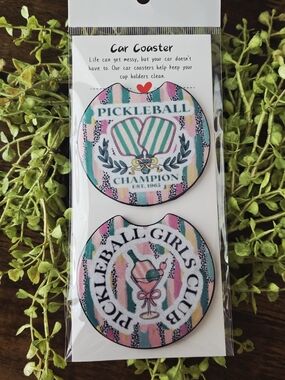 Car Coaster
Life can get messy, but your car doesn't
have to. Our car coasters help keep your
cup holders clean.
PICKLEBALL
CHAMPION
EST. 1965
PICKLEBALL GIRLS CLUB